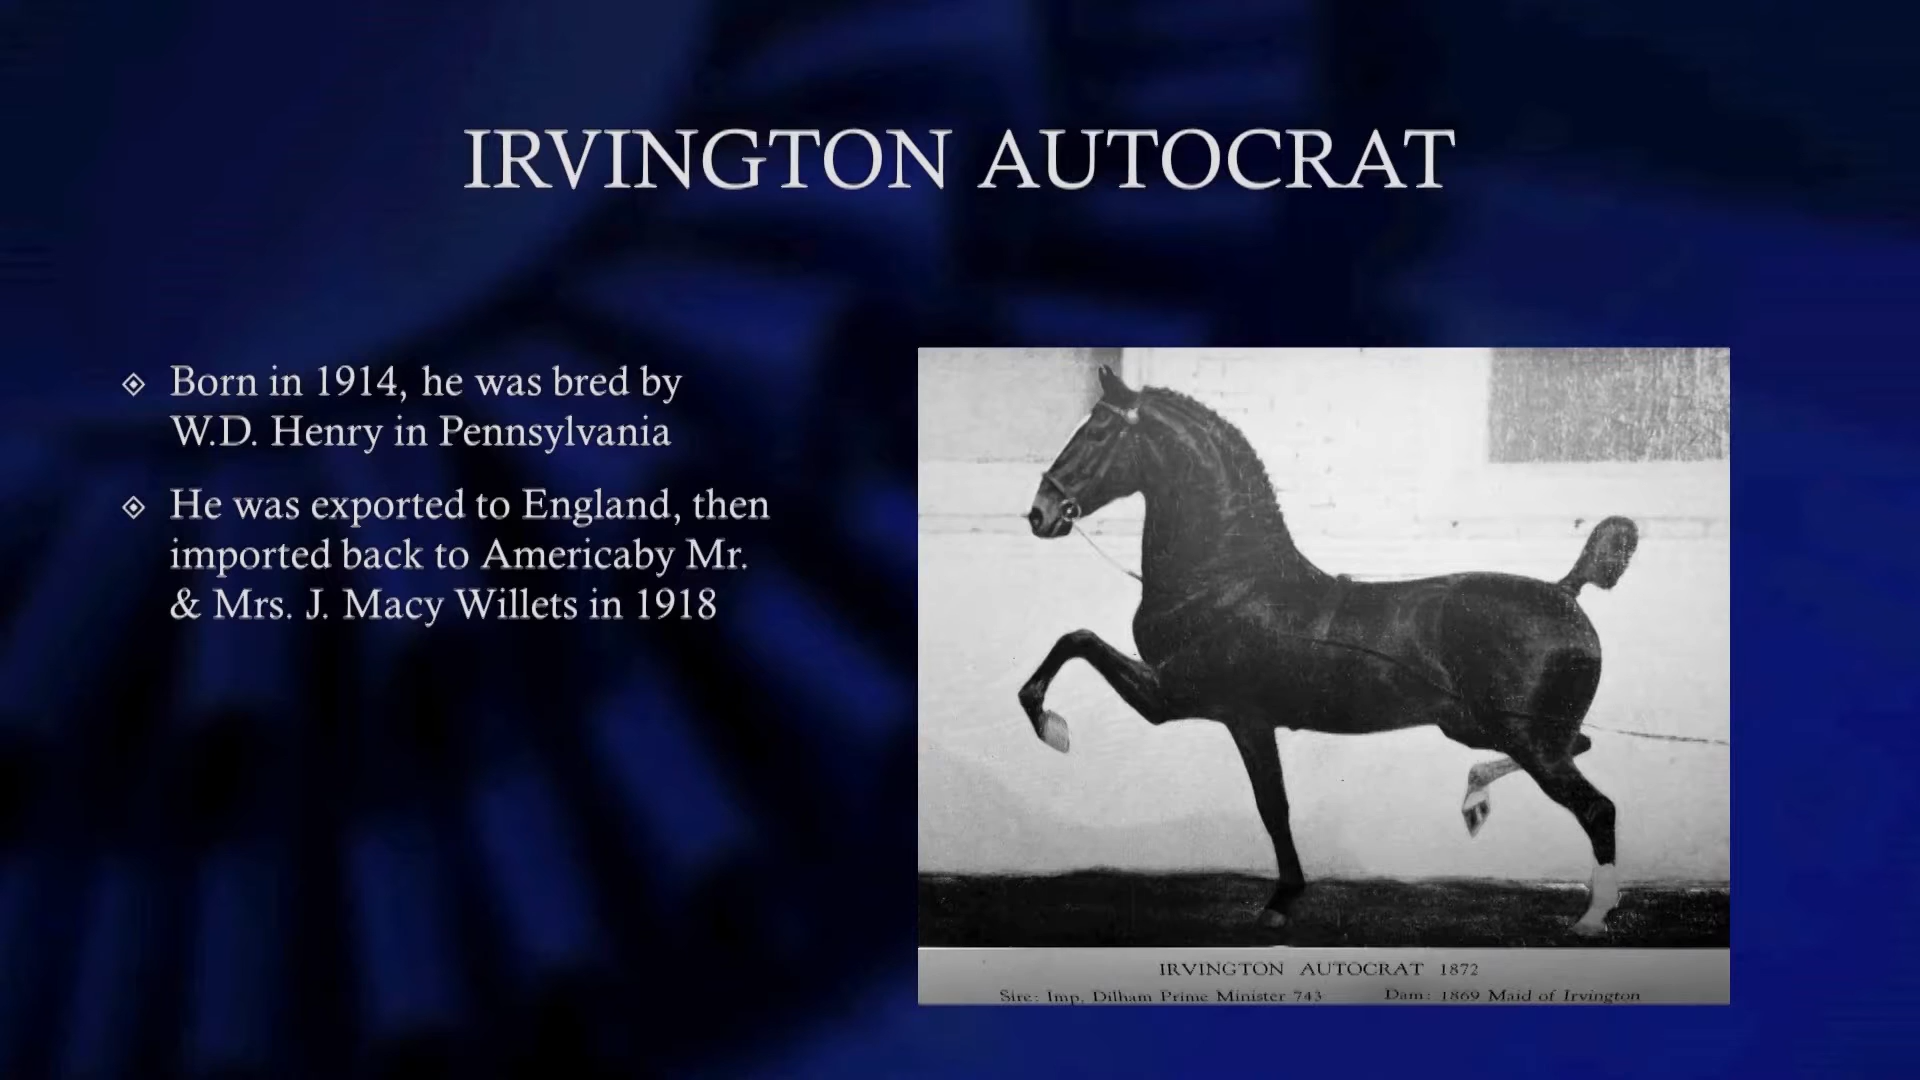 IRVINGTON AUTOCRAT
Born in 1914, he was bred by
W.D. Henry in Pennsylvania
He was exported to England, then
imported back to Americaby Mr.
& Mrs. J. Macy Willets in 1918
IRVINGTON AUTOCRAT 1872
Sire: Imp. Dilham Prime Minister 743 Dam: 1869 Maid of Irvington